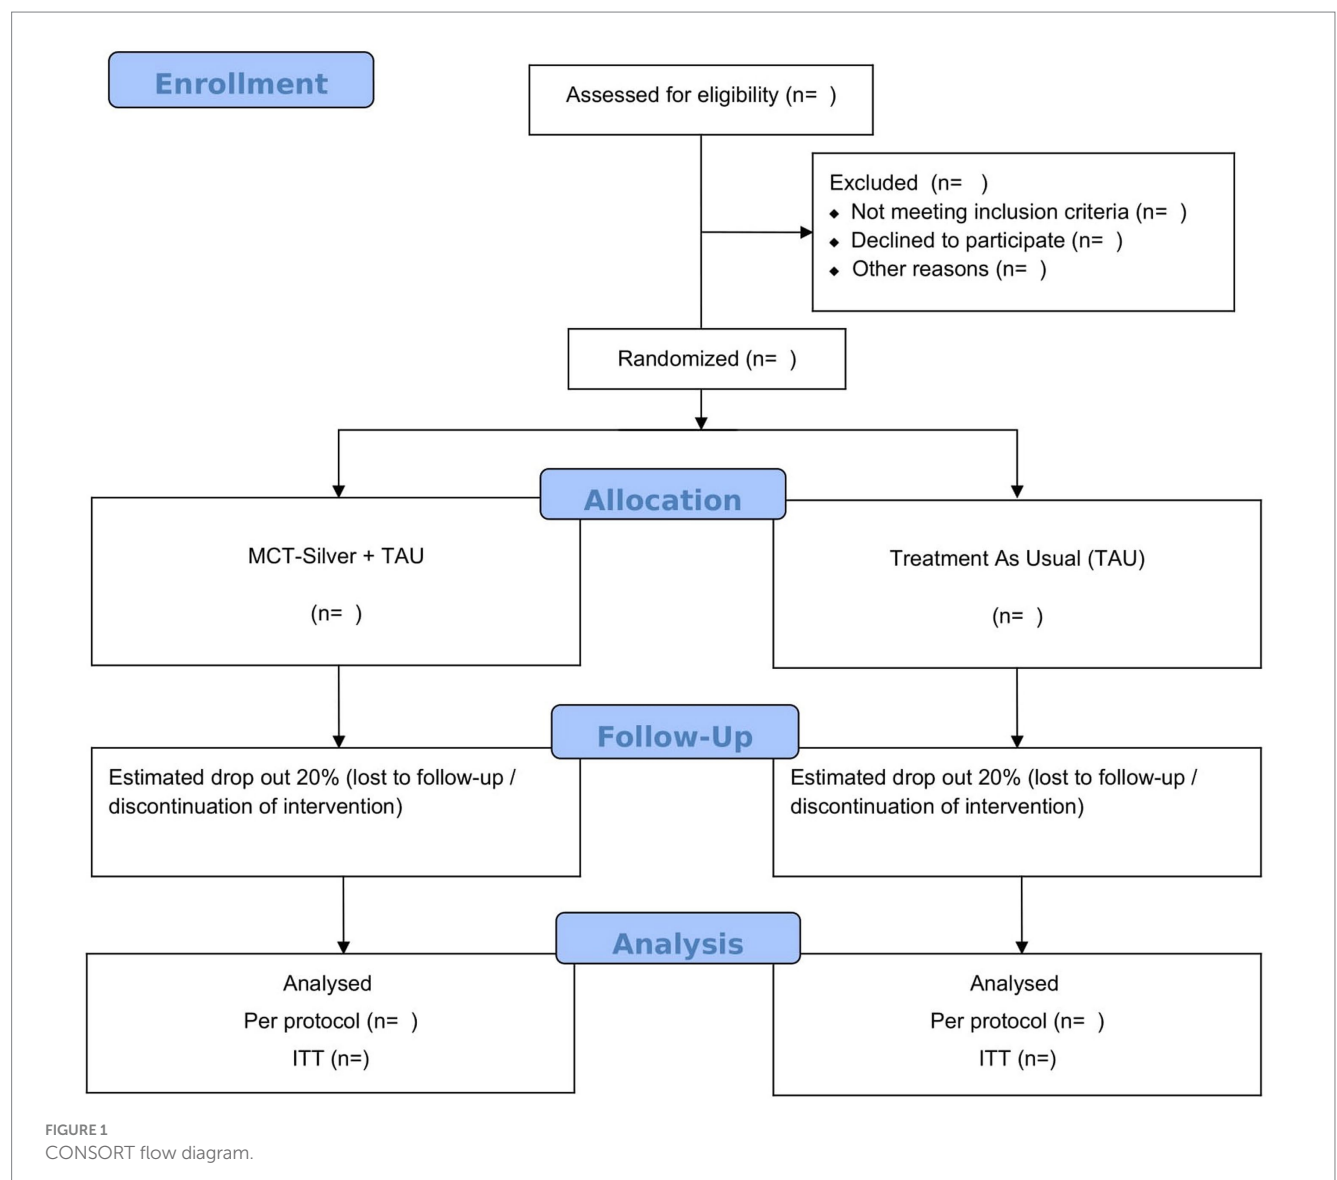 Enrollment
Assessed for eligibility (n=  )
Excluded  (n=   )
◆ Not meeting inclusion criteria (n=  )
◆ Declined to participate (n=  )
◆ Other reasons (n=  )
Randomized (n=  )
Allocation
MCT-Silver + TAU
(n=  )
Treatment As Usual (TAU)
(n=  )
Follow-Up
Estimated drop out 20% (lost to follow-up /
discontinuation of intervention)
Estimated drop out 20% (lost to follow-up /
discontinuation of intervention)
Analysis
Analysed
Per protocol (n=  )
ITT (n=)
Analysed
Per protocol (n=  )
ITT (n=)
FIGURE 1
CONSORT flow diagram.